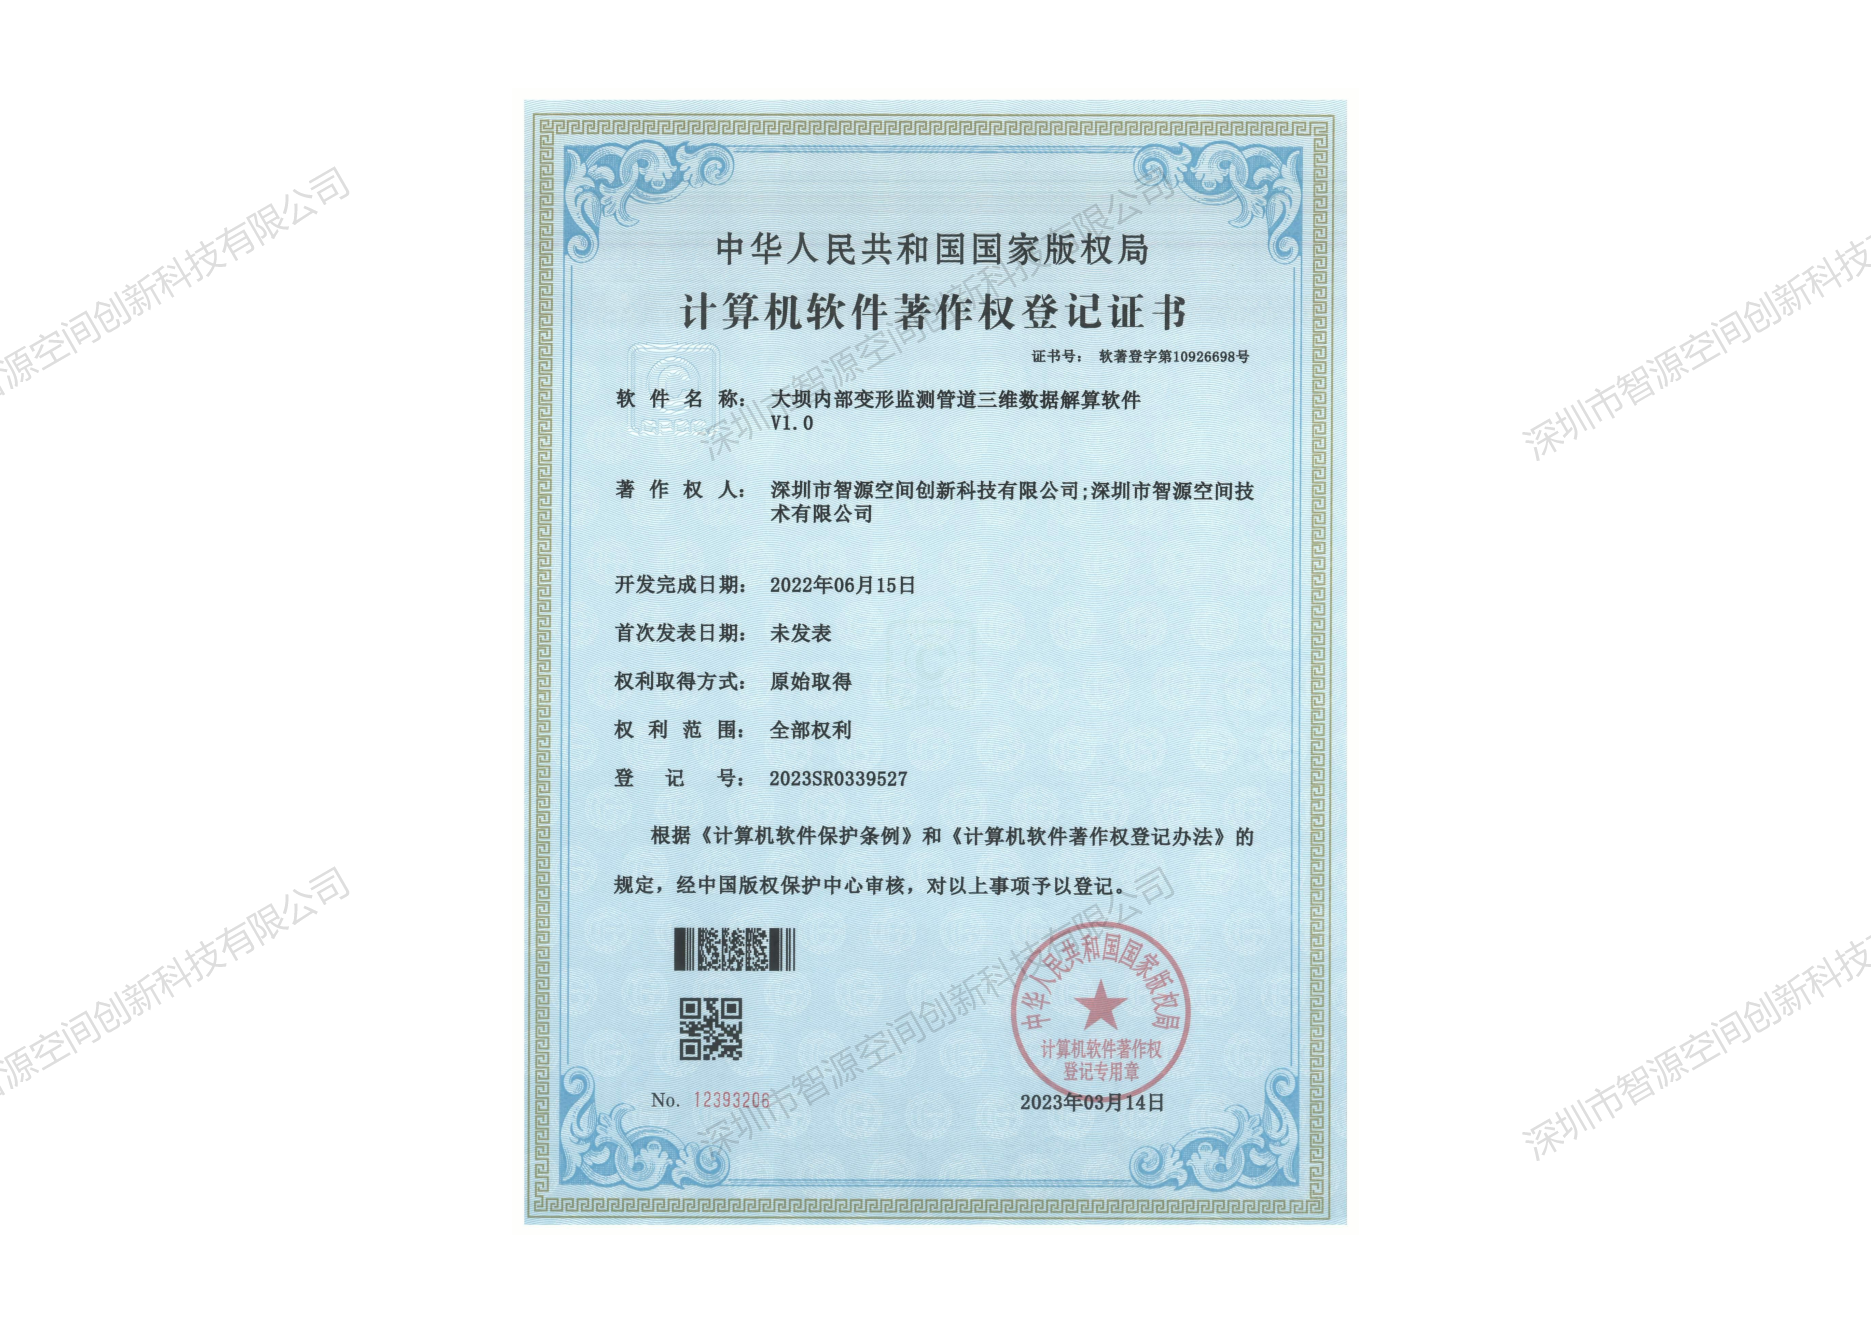 中华人民共和国国家版权局
计算机软件著作权登记证书
证书号： 软著登字第10926698号
软件名称： 大坝内部变形监测管道三维数据解算软件
V1.0
著作权人： 深圳市智源空间创新科技有限公司;深圳市智源空间技
术有限公司
开发完成日期： 2022年06月15日
首次发表日期： 未发表
权利取得方式： 原始取得
权利范围： 全部权利
登记号： 2023SR0339527
根据《计算机软件保护条例》和《计算机软件著作权登记办法》的
规定，经中国版权保护中心审核，对以上事项予以登记。
中华人民共和国国家版权局
计算机软件著作权
登记专用章
No. 12393206
2023年03月14日
深圳市智源空间创新科技有限公司
深圳市智源空间创新科技有限公司
源空间创新科技有限公司
源空间创新科技有限公司
深圳市智源空间创新科技
深圳市智源空间创新科技